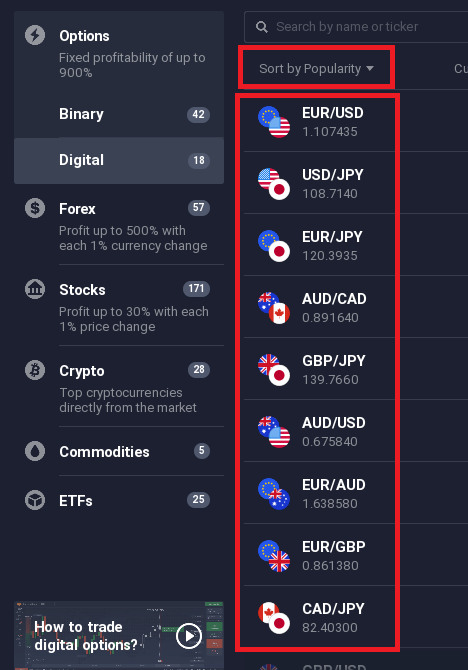 Options
Fixed profitability of up to
900%
Binary 42
Digital 18
Forex 57
Profit up to 500% with
each 1% currency change
Stocks 171
Profit up to 30% with each
1% price change
Crypto 28
Top cryptocurrencies
directly from the market
Commodities 5
ETFs 25
How to trade
digital options?
Search by name or ticker
Sort by Popularity Cu
EUR/USD
1.107435
USD/JPY
108.7140
EUR/JPY
120.3935
AUD/CAD
0.891640
GBP/JPY
139.7660
AUD/USD
0.675840
EUR/AUD
1.638580
EUR/GBP
0.861380
CAD/JPY
82.40300
GBP/USD